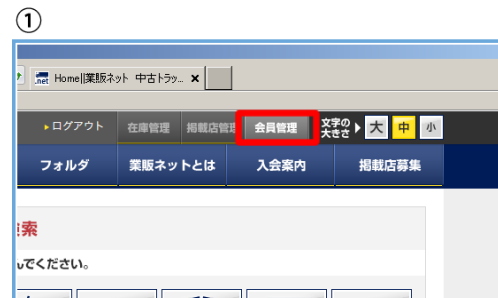 ①
.net Home||業販ネット 中古トラッ... ×
▸ログアウト 在庫管理 掲載店管理 会員管理 文字の大きさ ▶ 大 中 小
フォルダ 業販ネットとは 入会案内 掲載店募集
索
でください。